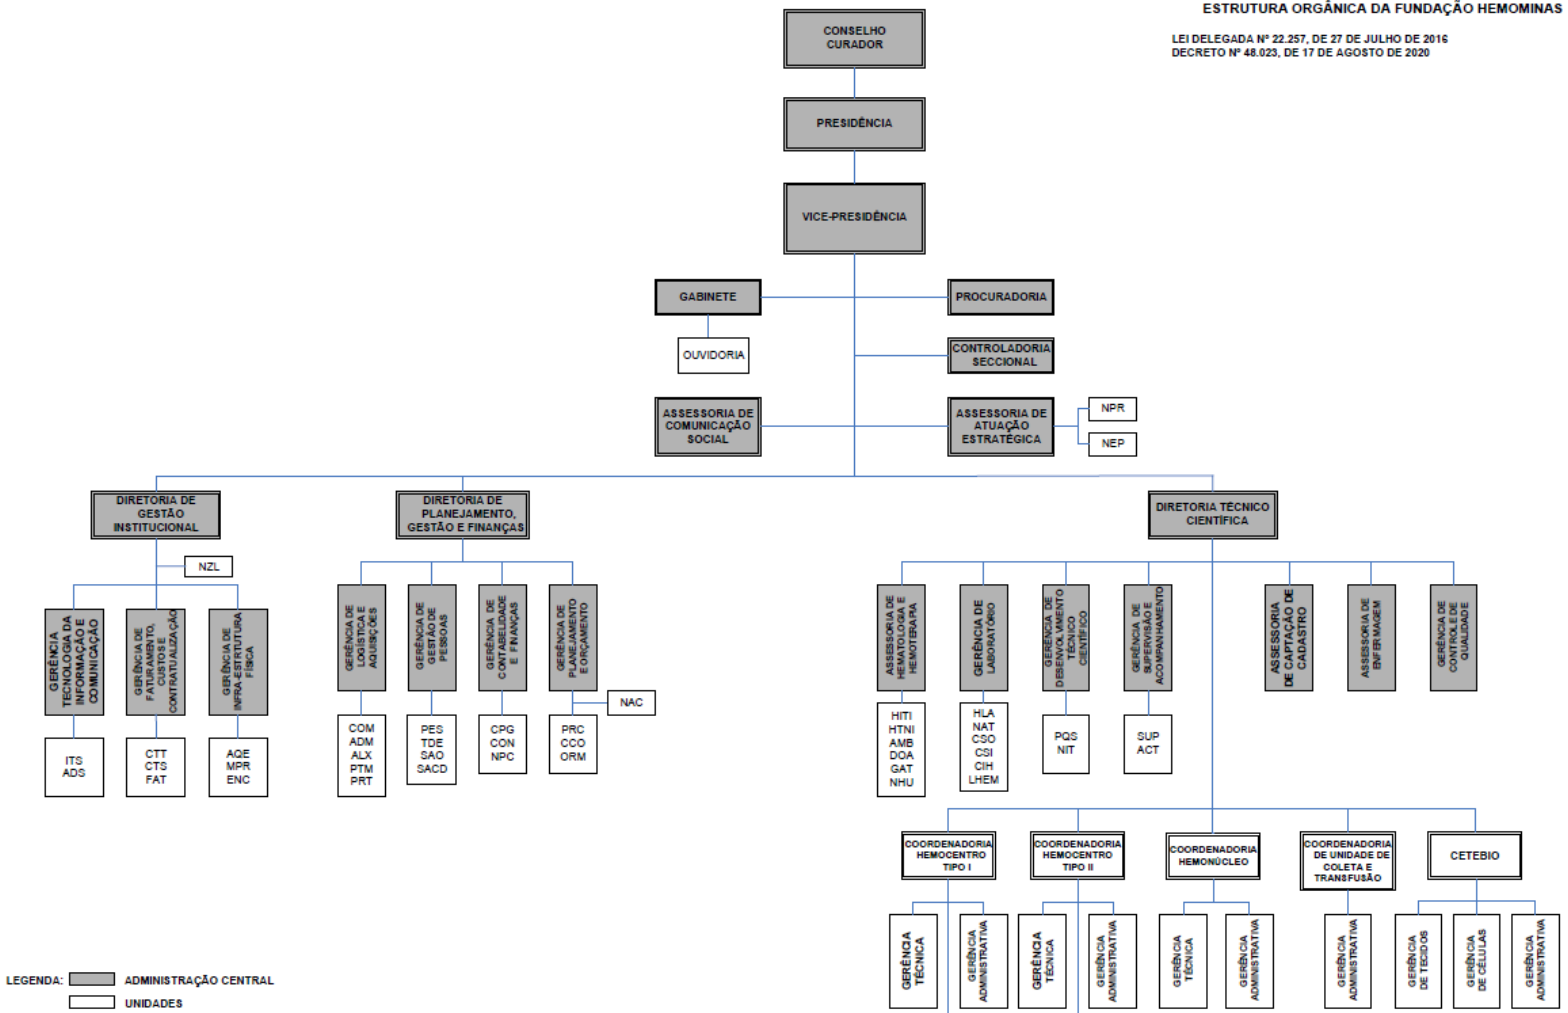 ESTRUTURA ORGÂNICA DA FUNDAÇÃO HEMOMINAS
LEI DELEGADA Nº 22.257, DE 27 DE JULHO DE 2016
DECRETO Nº 48.023, DE 17 DE AGOSTO DE 2020
CONSELHO
CURADOR
PRESIDÊNCIA
VICE-PRESIDÊNCIA
GABINETE
PROCURADORIA
OUVIDORIA
CONTROLADORIA
SECCIONAL
ASSESSORIA DE
COMUNICAÇÃO
SOCIAL
ASSESSORIA DE
ATUAÇÃO
ESTRATÉGICA
NPR
NEP
DIRETORIA DE
GESTÃO
INSTITUCIONAL
DIRETORIA DE
PLANEJAMENTO,
GESTÃO E FINANÇAS
DIRETORIA TÉCNICO
CIENTÍFICA
NZL
GERÊNCIA
TECNOLOGIA DA
INFORMAÇÃO E
COMUNICAÇÃO
GERÊNCIA DE
FATURAMENTO,
CUSTOS E
CONTRATUALIZAÇÃO
GERÊNCIA DE
INFRA-ESTRTUTURA
FÍSICA
GERÊNCIA DE
LOGÍSTICA E
AQUISIÇÕES
GERÊNCIA DE
GESTÃO DE
PESSOAS
GERÊNCIA DE
CONTABELIDADE
E FINANÇAS
GERÊNCIA DE
PLANEJAMENTO
E ORÇAMENTO
ASSESSORIA DE
HEMATOLOGIA E
HEMOTERAPIA
GERÊNCIA DE
LABORATÓRIO
GERÊNCIA DE
DESENVOLVIMENTO
TÉCNICO
CIENTÍFICO
GERÊNCIA DE
SUPERVISÃO E
ACOMPANHAMENTO
ASSESSORIA
DE CAPTAÇÃO DE
CADASTRO
ASSESSORIA DE
ENFERMAGEM
GERÊNCIA DE
CONTROLE DE
QUALIDADE
NAC
ITS
ADS
CTT
CTS
FAT
AQE
MPR
ENC
COM
ADM
ALX
PTM
PRT
PES
TDE
SAO
SACD
CPG
CON
NPC
PRC
CCO
ORM
HITI
HTNI
AMB
DOA
GAT
NHU
HLA
NAT
CSO
CSI
CIH
LHEM
PQS
NIT
SUP
ACT
COORDENADORIA
HEMOCENTRO
TIPO I
COORDENADORIA
HEMOCENTRO
TIPO II
COORDENADORIA
HEMONÚCLEO
COORDENADORIA
DE UNIDADE DE
COLETA E
TRANSFUSÃO
CETEBIO
GERÊNCIA
TÉCNICA
GERÊNCIA
ADMINISTRATIVA
GERÊNCIA
TÉCNICA
GERÊNCIA
ADMINISTRATIVA
GERÊNCIA
TÉCNICA
GERÊNCIA
ADMINISTRATIVA
GERÊNCIA
ADMINISTRATIVA
GERÊNCIA
DE TECIDOS
GERÊNCIA
DE CÉLULAS
GERÊNCIA
ADMINISTRATIVA
LEGENDA:
ADMINISTRAÇÃO CENTRAL
UNIDADES